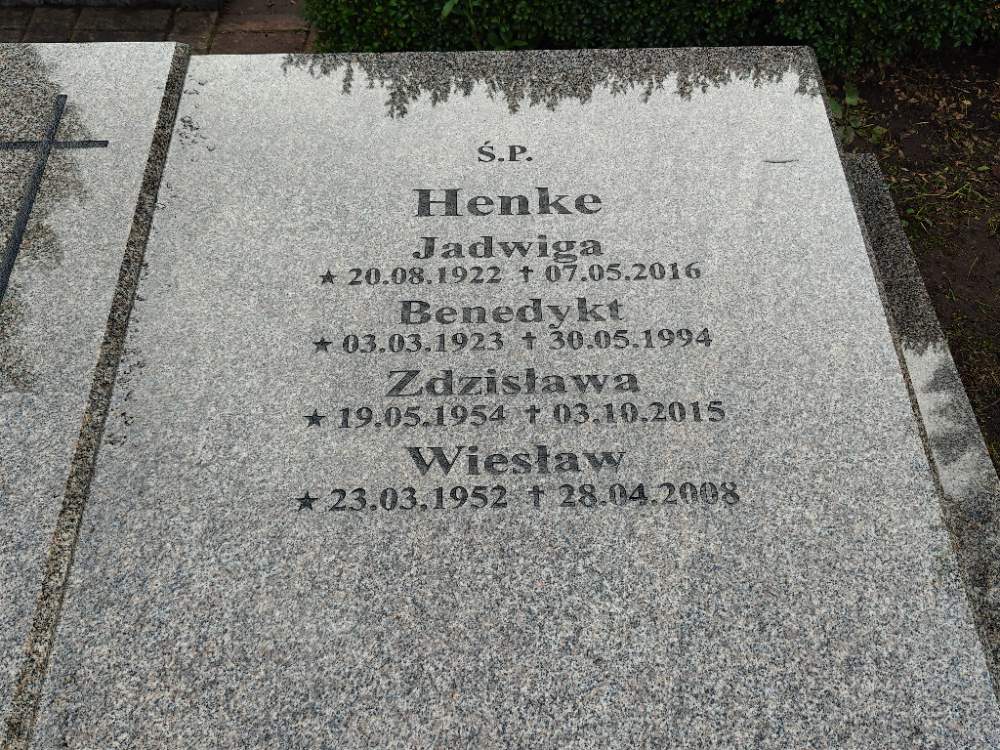 Ś.P.
Henke
Jadwiga
★ 20.08.1922 † 07.05.2016
Benedykt
★ 03.03.1923 † 30.05.1994
Zdzisława
★ 19.05.1954 † 03.10.2015
Wiesław
★ 23.03.1952 † 28.04.2008